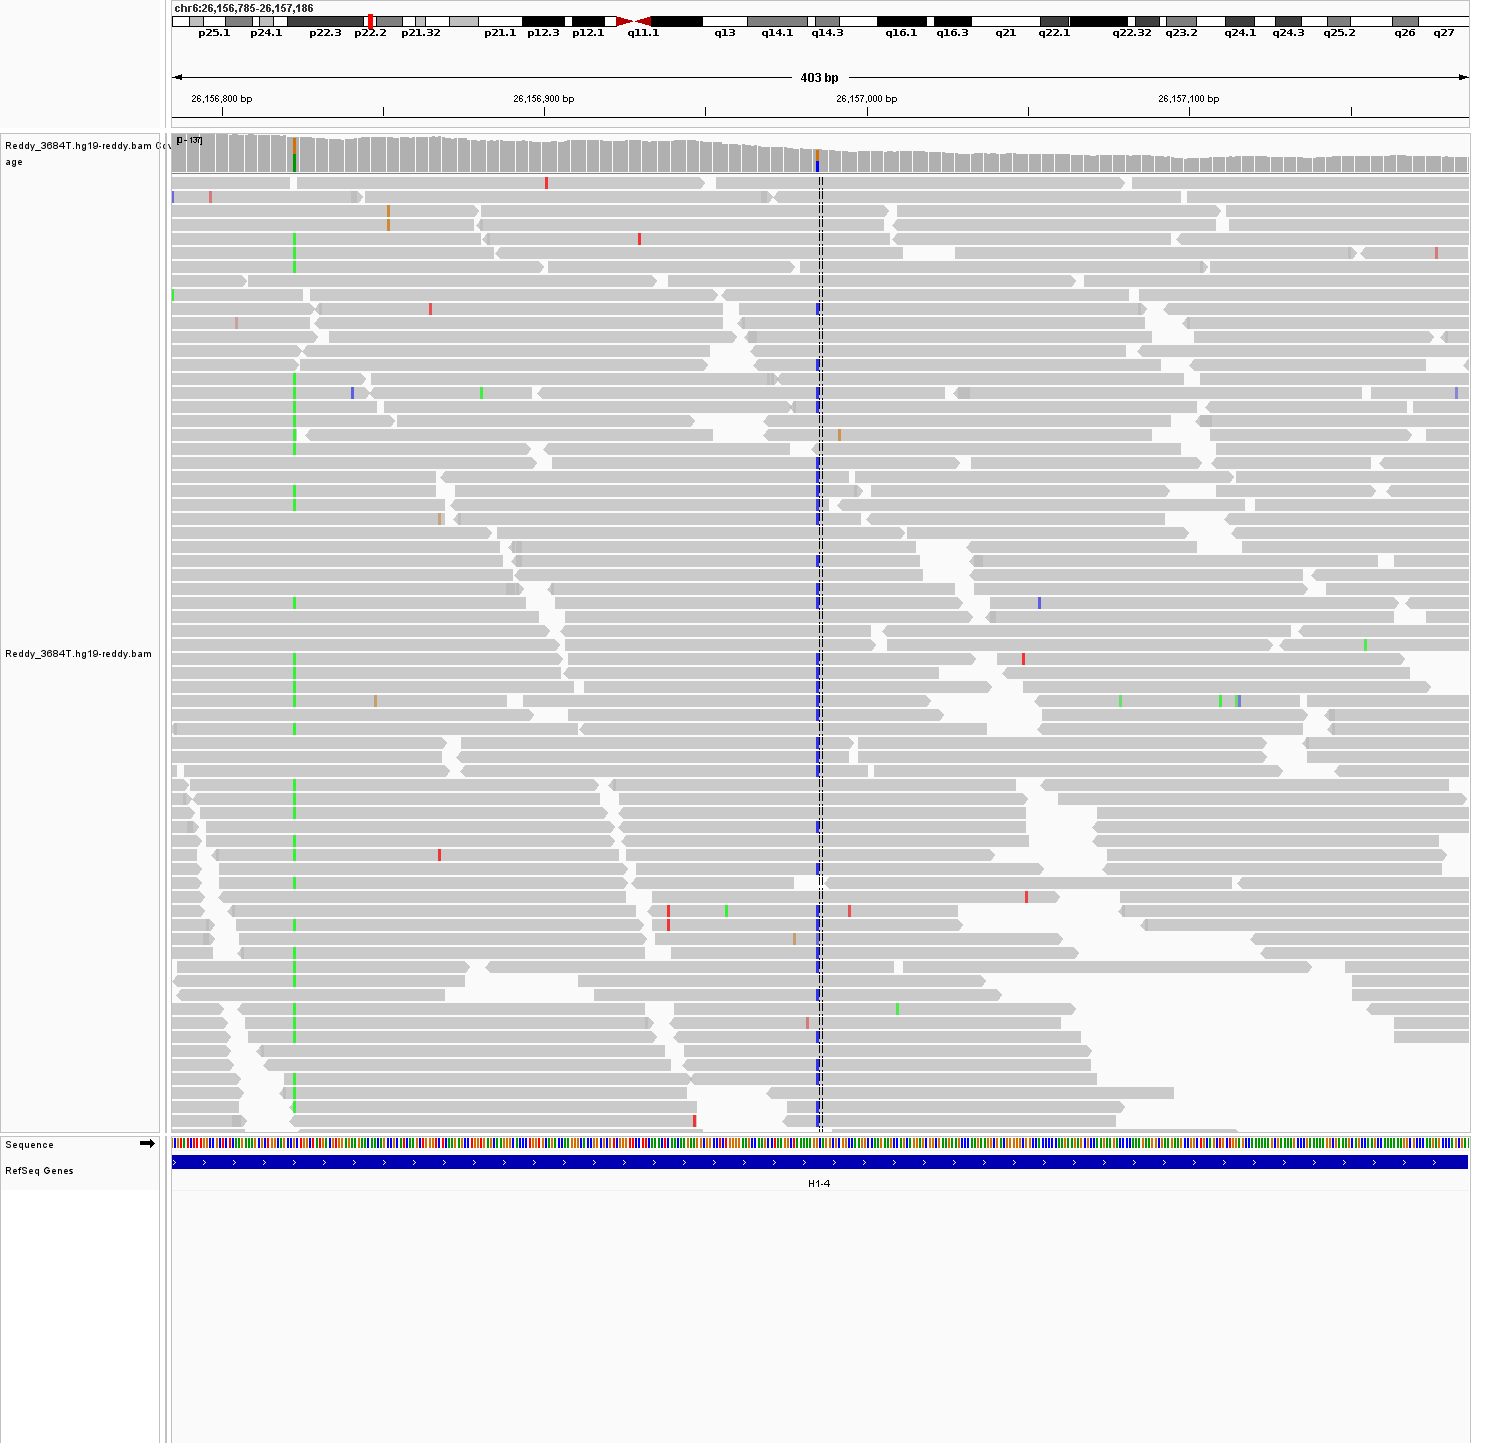 chr6:26,156,785-26,157,186
p25.1 p24.1 p22.3 p22.2 p21.32 p21.1 p12.3 p12.1 q11.1 q13 q14.1 q14.3 q16.1 q16.3 q21 q22.1 q22.32 q23.2 q24.1 q24.3 q25.2 q26 q27
403 bp
26,156,800 bp 26,156,900 bp 26,157,000 bp 26,157,100 bp
Reddy_3684T.hg19-reddy.bam Cov
age
[0 - 137]
Reddy_3684T.hg19-reddy.bam
Sequence
RefSeq Genes
H1-4